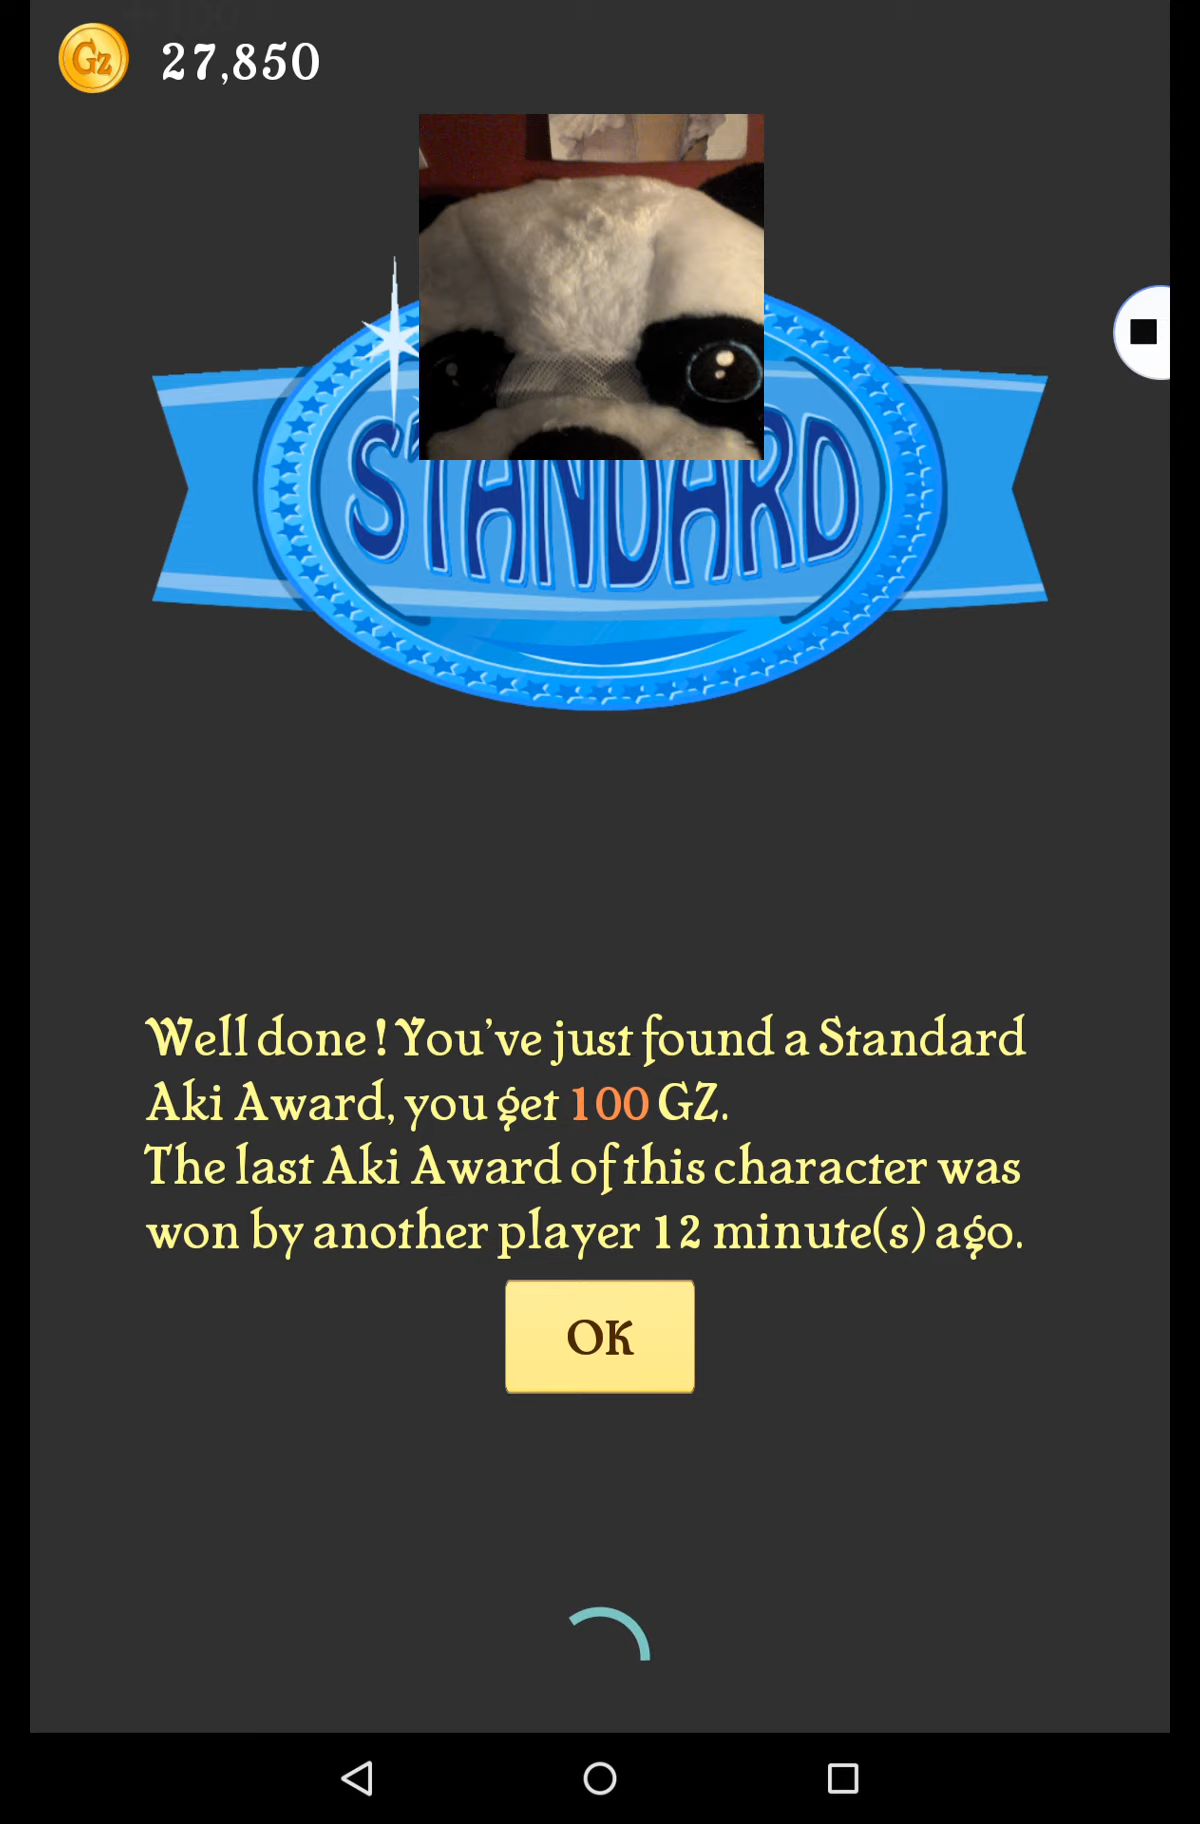 Gz 27,850
STANDARD
Well done! You've just found a Standard
Aki Award, you get 100 GZ.
The last Aki Award of this character was
won by another player 12 minute(s) ago.
OK